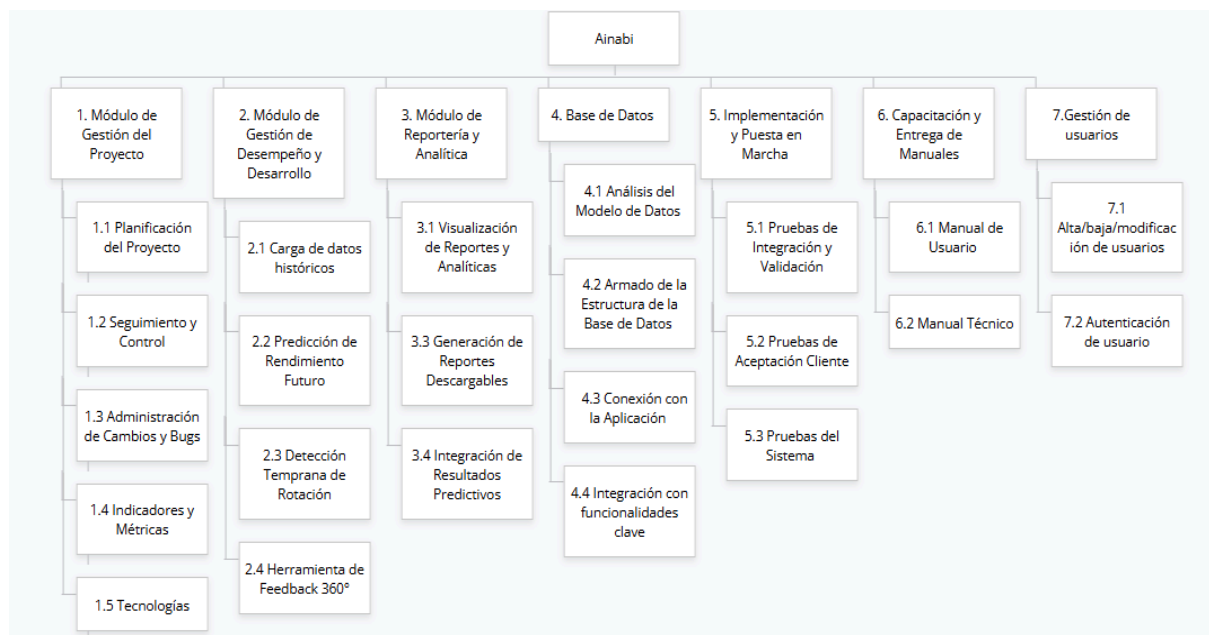 Ainabi
1. Módulo de
Gestión del
Proyecto
1.1 Planificación
del Proyecto
1.2 Seguimiento y
Control
1.3 Administración
de Cambios y Bugs
1.4 Indicadores y
Métricas
1.5 Tecnologías
2. Módulo de
Gestión de
Desempeño y
Desarrollo
2.1 Carga de datos
históricos
2.2 Predicción de
Rendimiento
Futuro
2.3 Detección
Temprana de
Rotación
2.4 Herramienta de
Feedback 360°
3. Módulo de
Reportería y
Analítica
3.1 Visualización
de Reportes y
Analíticas
3.3 Generación de
Reportes
Descargables
3.4 Integración de
Resultados
Predictivos
4. Base de Datos
4.1 Análisis del
Modelo de Datos
4.2 Armado de la
Estructura de la
Base de Datos
4.3 Conexión con
la Aplicación
4.4 Integración con
funcionalidades
clave
5. Implementación
y Puesta en
Marcha
5.1 Pruebas de
Integración y
Validación
5.2 Pruebas de
Aceptación Cliente
5.3 Pruebas del
Sistema
6. Capacitación y
Entrega de
Manuales
6.1 Manual de
Usuario
6.2 Manual Técnico
7.Gestión de
usuarios
7.1
Alta/baja/modificac
ión de usuarios
7.2 Autenticación
de usuario